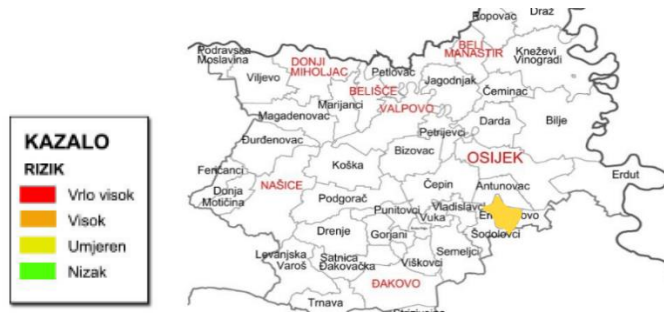 KAZALO
RIZIK
Vrlo visok
Visok
Umjeren
Nizak
Draž
Popovac
BELI
MANASTIR
Kneževi
Vinogradi
Podravska
Moslavina
DONJI
MIHOLJAC
Viljevo
Petlovac
Jagodnjak
BELIŠĆE
Čeminac
Marijanci
VALPOVO
Magadenovac
Darda
Bilje
Petrijevci
Đurđenovac
Bizovac
OSIJEK
Koška
Feričanci
Erdut
Donja
Motičina
NAŠICE
Čepin
Antunovac
Podgorač
Punitovci
Vladislavci
Vuka
Šodolovci
Drenje
Gorjani
Semeljci
Levanjska
Varoš
Satnica
Đakovačka
Viškovci
ĐAKOVO
Trnava